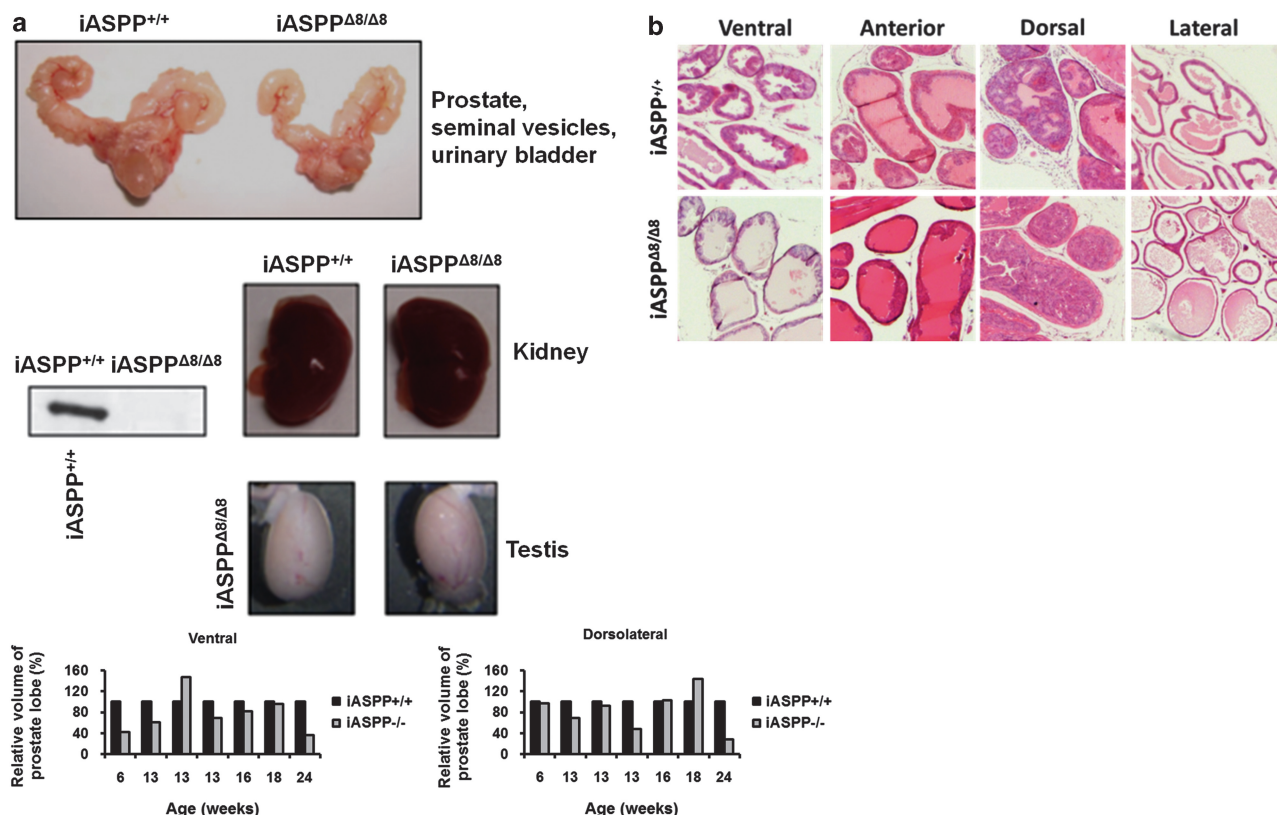 a
iASPP+/+ iASPPΔ8/Δ8
Prostate,
seminal vesicles,
urinary bladder
iASPP+/+ iASPPΔ8/Δ8
Kidney
iASPP+/+ iASPPΔ8/Δ8
iASPP+/+
iASPPΔ8/Δ8
Testis
Ventral
Relative volume of
prostate lobe (%)
160
120
80
40
0
6 13 13 13 16 18 24
Age (weeks)
iASPP+/+
iASPP-/-
Dorsolateral
Relative volume of
prostate lobe (%)
160
120
80
40
0
6 13 13 13 16 18 24
Age (weeks)
iASPP+/+
iASPP-/-
b
Ventral Anterior Dorsal Lateral
iASPP+/+
iASPPΔ8/Δ8